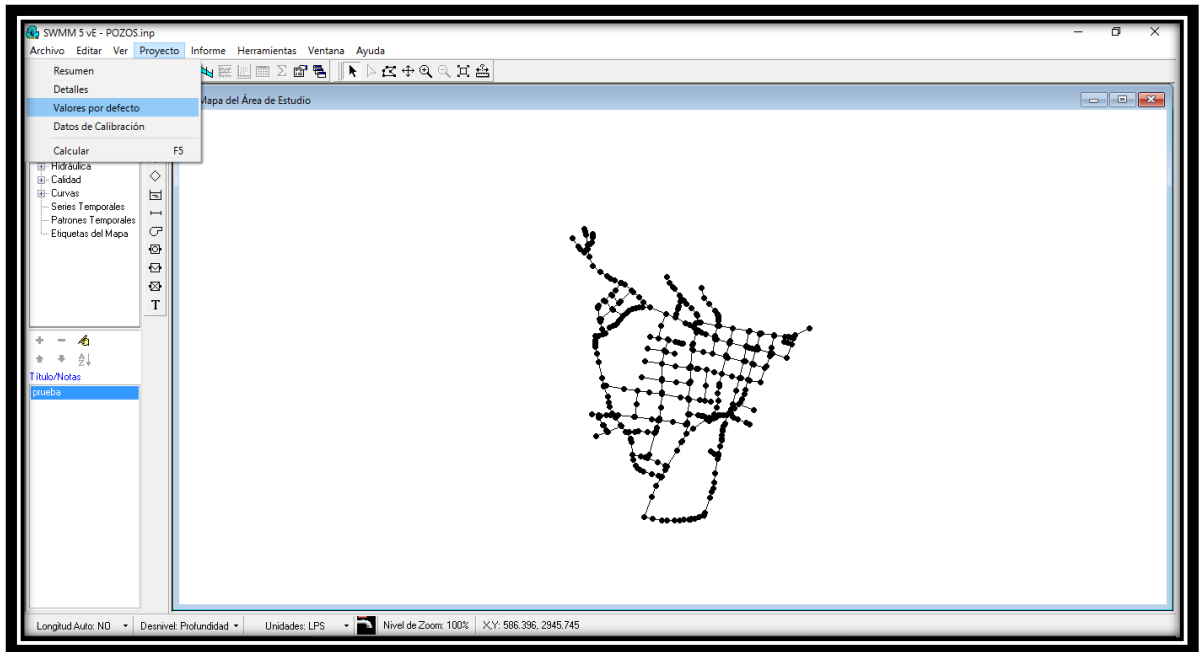 SWMM 5 vE - POZOS.inp
Archivo Editar Ver Proyecto Informe Herramientas Ventana Ayuda
Resumen
Detalles
Valores por defecto
Datos de Calibración
Calcular F5
Mapa del Área de Estudio
Hidráulica
Calidad
Curvas
Series Temporales
Patrones Temporales
Etiquetas del Mapa
T
Título/Notas
prueba
Longitud Auto: NO Desnivel: Profundidad Unidades: LPS Nivel de Zoom: 100% X,Y: 586.396, 2945.745